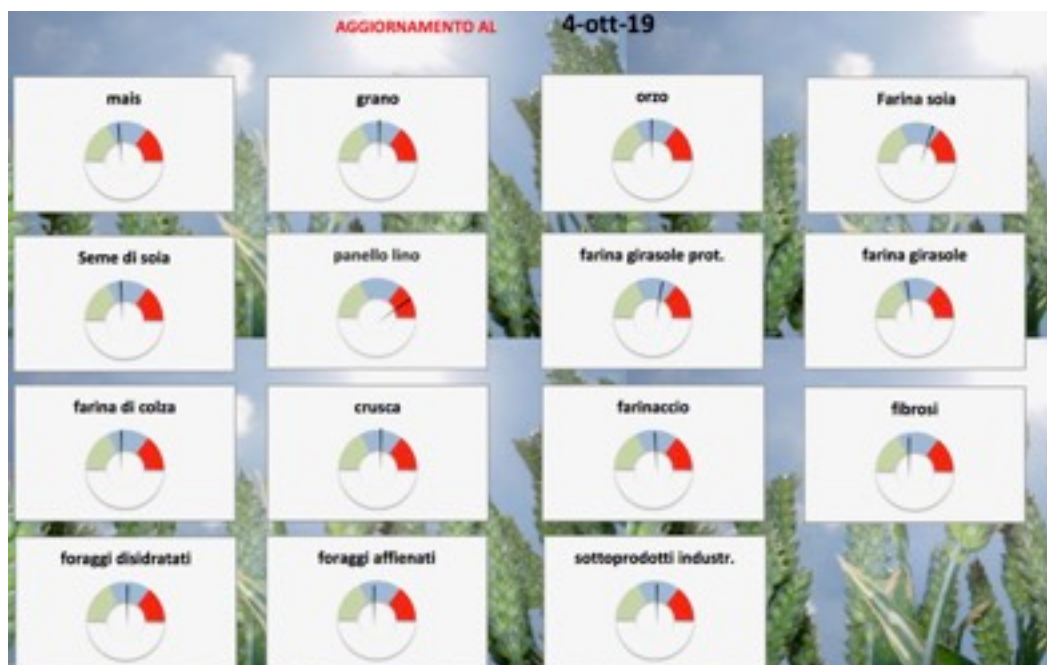 AGGIORNAMENTO AL 4-ott-19
mais
grano
orzo
Farina soia
Seme di soia
panello lino
farina girasole prot.
farina girasole
farina di colza
crusca
farinaccio
fibrosi
foraggi disidratati
foraggi affienati
sottoprodotti industr.